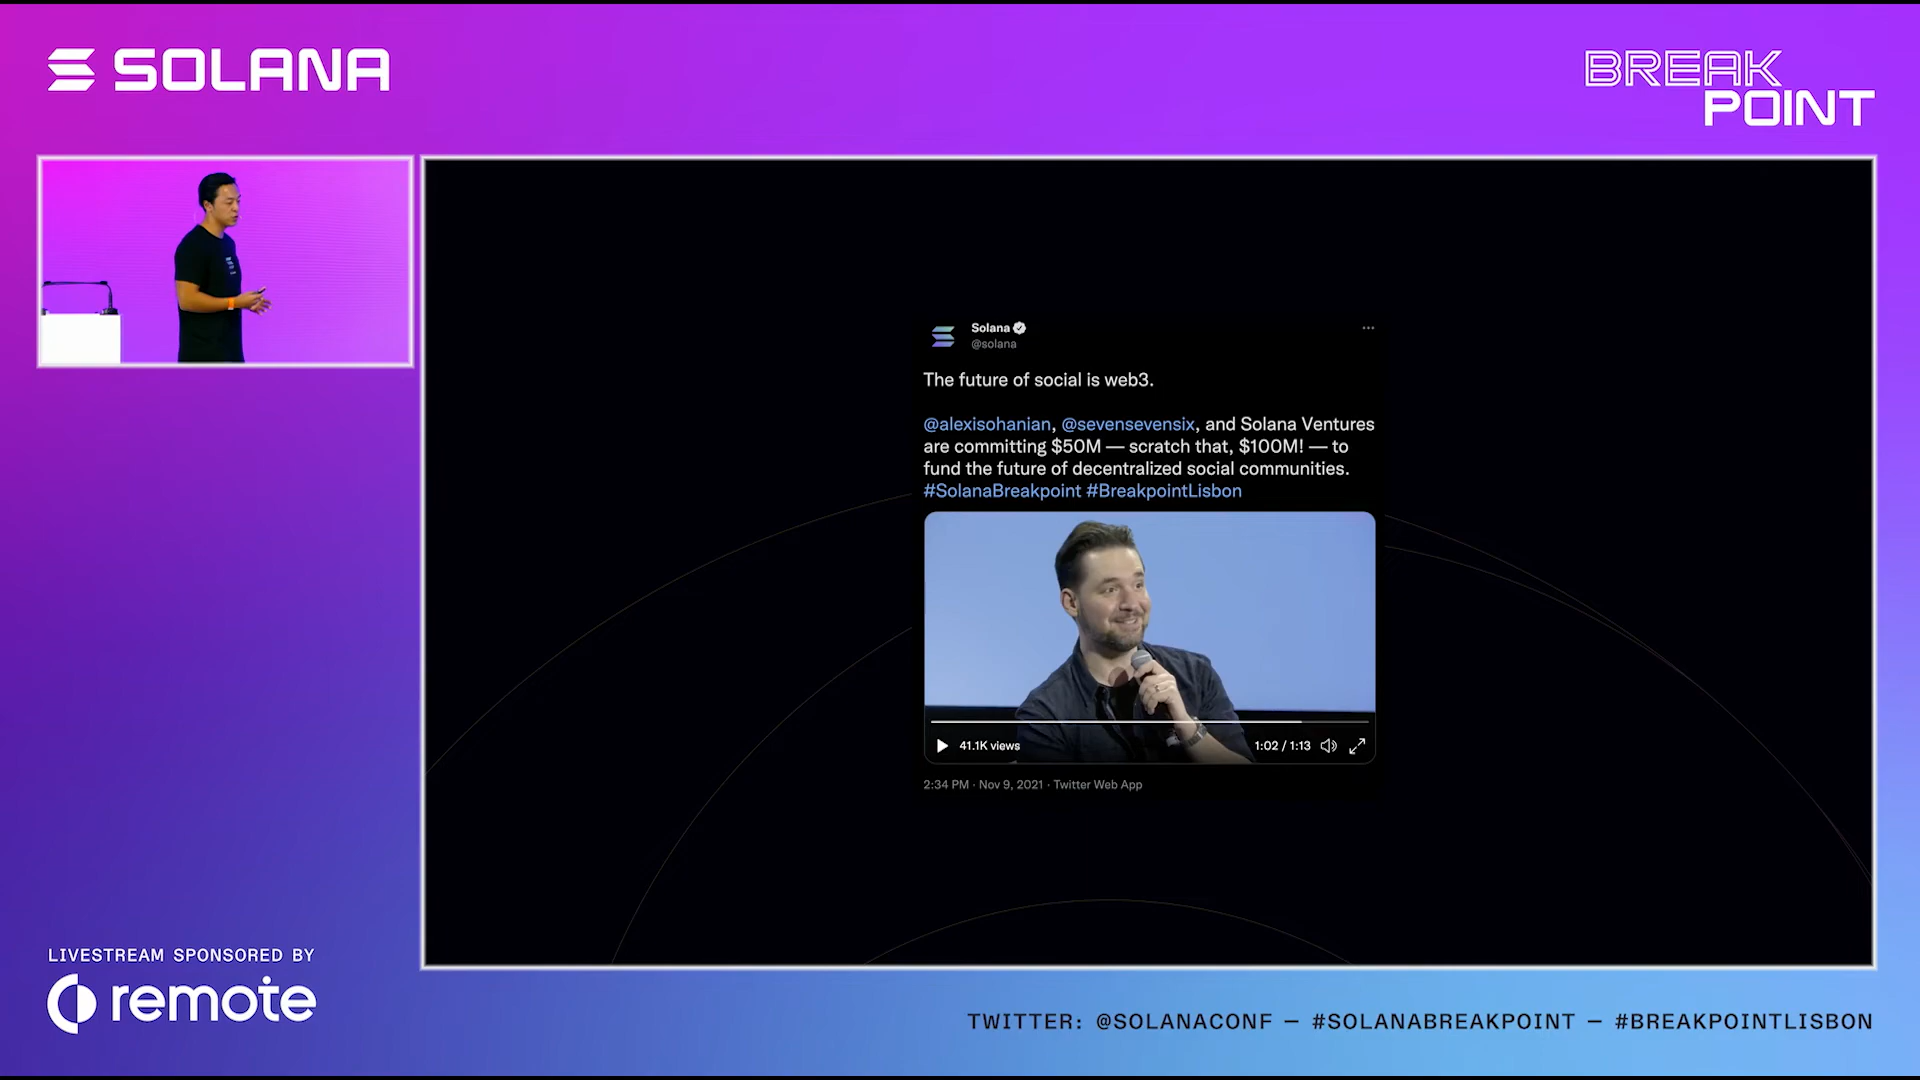 SOLANA
BREAK
POINT
Solana
@solana
The future of social is web3.
@alexisohanian, @sevensevensix, and Solana Ventures
are committing $50M — scratch that, $100M! — to
fund the future of decentralized social communities.
#SolanaBreakpoint #BreakpointLisbon
41.1K views
1:02 / 1:13
2:34 PM · Nov 9, 2021 · Twitter Web App
LIVESTREAM SPONSORED BY
remote
TWITTER: @SOLANACONF — #SOLANABREAKPOINT — #BREAKPOINTLISBON